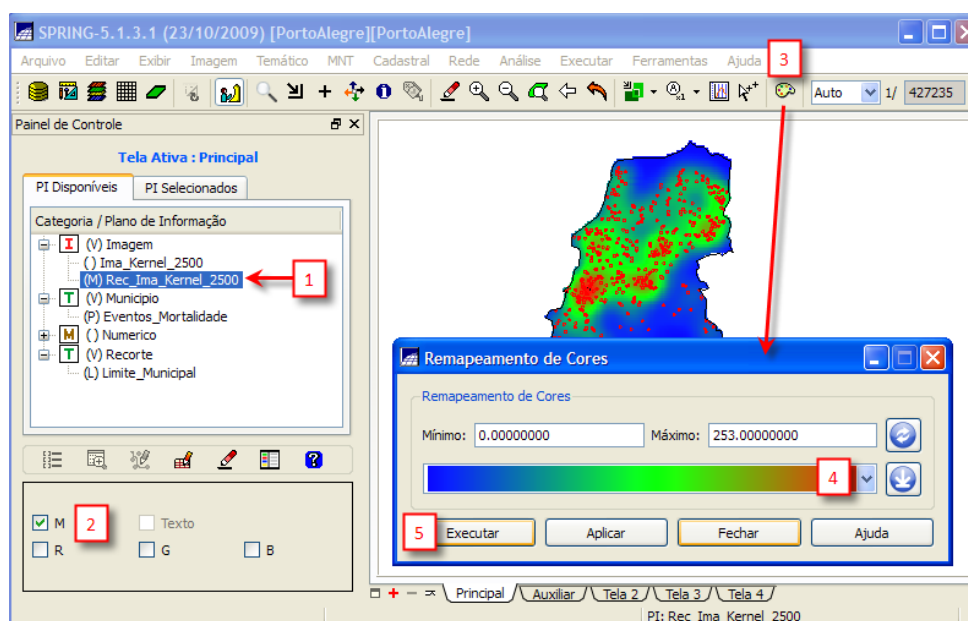 SPRING-5.1.3.1 (23/10/2009) [PortoAlegre][PortoAlegre]
Arquivo Editar Exibir Imagem Temático MNT Cadastral Rede Análise Executar Ferramentas Ajuda
3
Auto 1/ 427235
Painel de Controle
Tela Ativa : Principal
PI Disponíveis PI Selecionados
Categoria / Plano de Informação
I (V) Imagem
() Ima_Kernel_2500
(M) Rec_Ima_Kernel_2500
1
T (V) Municipio
(P) Eventos_Mortalidade
M () Numerico
T (V) Recorte
(L) Limite_Municipal
M
2
Texto
R G B
Remapeamento de Cores
Remapeamento de Cores
Mínimo: 0.00000000 Máximo: 253.00000000
4
5
Executar Aplicar Fechar Ajuda
Principal Auxiliar Tela 2 Tela 3 Tela 4
PI: Rec_Ima_Kernel_2500